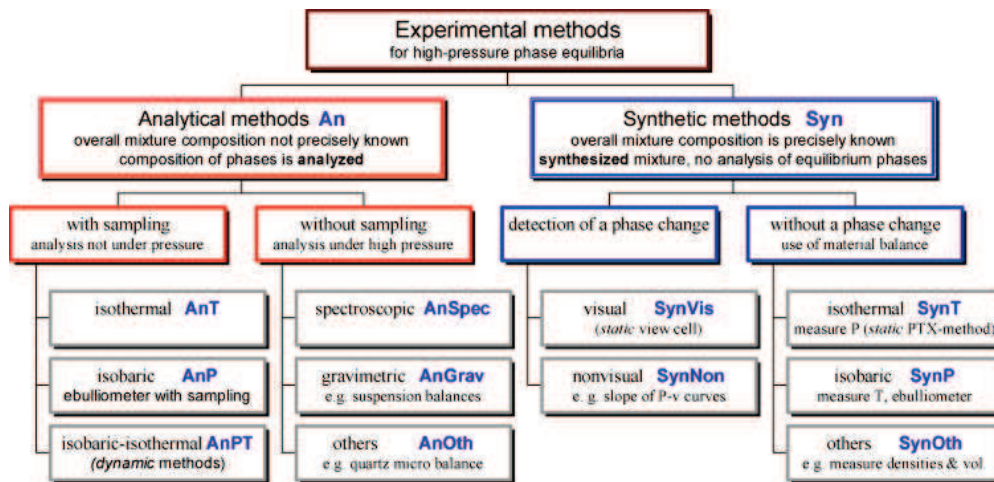 Experimental methods
for high-pressure phase equilibria
Analytical methods An
overall mixture composition not precisely known
composition of phases is analyzed
Synthetic methods Syn
overall mixture composition is precisely known
synthesized mixture, no analysis of equilibrium phases
with sampling
analysis not under pressure
without sampling
analysis under high pressure
detection of a phase change
without a phase change
use of material balance
isothermal AnT
isobaric AnP
ebulliometer with sampling
isobaric-isothermal AnPT
(dynamic methods)
spectroscopic AnSpec
gravimetric AnGrav
e.g. suspension balances
others AnOth
e.g. quartz micro balance
visual SynVis
(static view cell)
nonvisual SynNon
e. g. slope of P-v curves
isothermal SynT
measure P (static PTX-method)
isobaric SynP
measure T, ebulliometer
others SynOth
e.g. measure densities & vol.